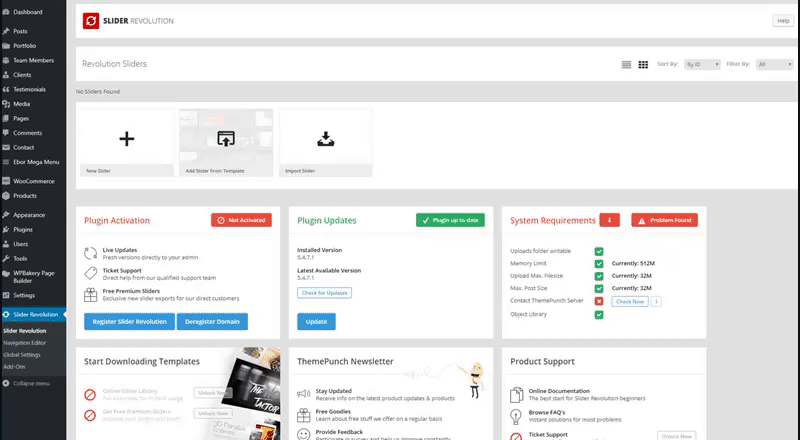 Dashboard
Posts
Portfolio
Team Members
Clients
Testimonials
Media
Pages
Comments
Contact
Ebor Mega Menu
WooCommerce
Products
Appearance
Plugins
Users
Tools
WPBakery Page
Builder
Settings
Slider Revolution
Slider Revolution
Navigation Editor
Global Settings
Add-Ons
Collapse menu
SLIDER REVOLUTION
Help
Revolution Sliders
Sort By: By ID Filter By: All
No Sliders Found
New Slider
Add Slider From Template
Import Slider
Plugin Activation
Not Activated
Live Updates
Fresh versions directly to your admin
Ticket Support
Direct help from our qualified support team
Free Premium Sliders
Exclusive new slider exports for our direct customers
Register Slider Revolution
Deregister Domain
Plugin Updates
Plugin up to date
Installed Version
5.4.7.1
Latest Available Version
5.4.7.1
Check for Updates
Update
System Requirements
Problem Found
Uploads folder writable
Memory Limit Currently: 512M
Upload Max. Filesize Currently: 32M
Max. Post Size Currently: 32M
Contact ThemePunch Server Check Now
Object Library
Start Downloading Templates
Online Slider Library
Unlock Now
Get Free Premium Sliders
Unlock Now
ThemePunch Newsletter
Stay Updated
Receive info on the latest product updates & products
Free Goodies
Learn about free stuff we offer on a regular basis
Provide Feedback
Participate in survey and help us improve constantly
Product Support
Online Documentation
The best start for Slider Revolution beginners
Browse FAQ's
Instant solutions for most problems
Ticket Support
Unlock Now